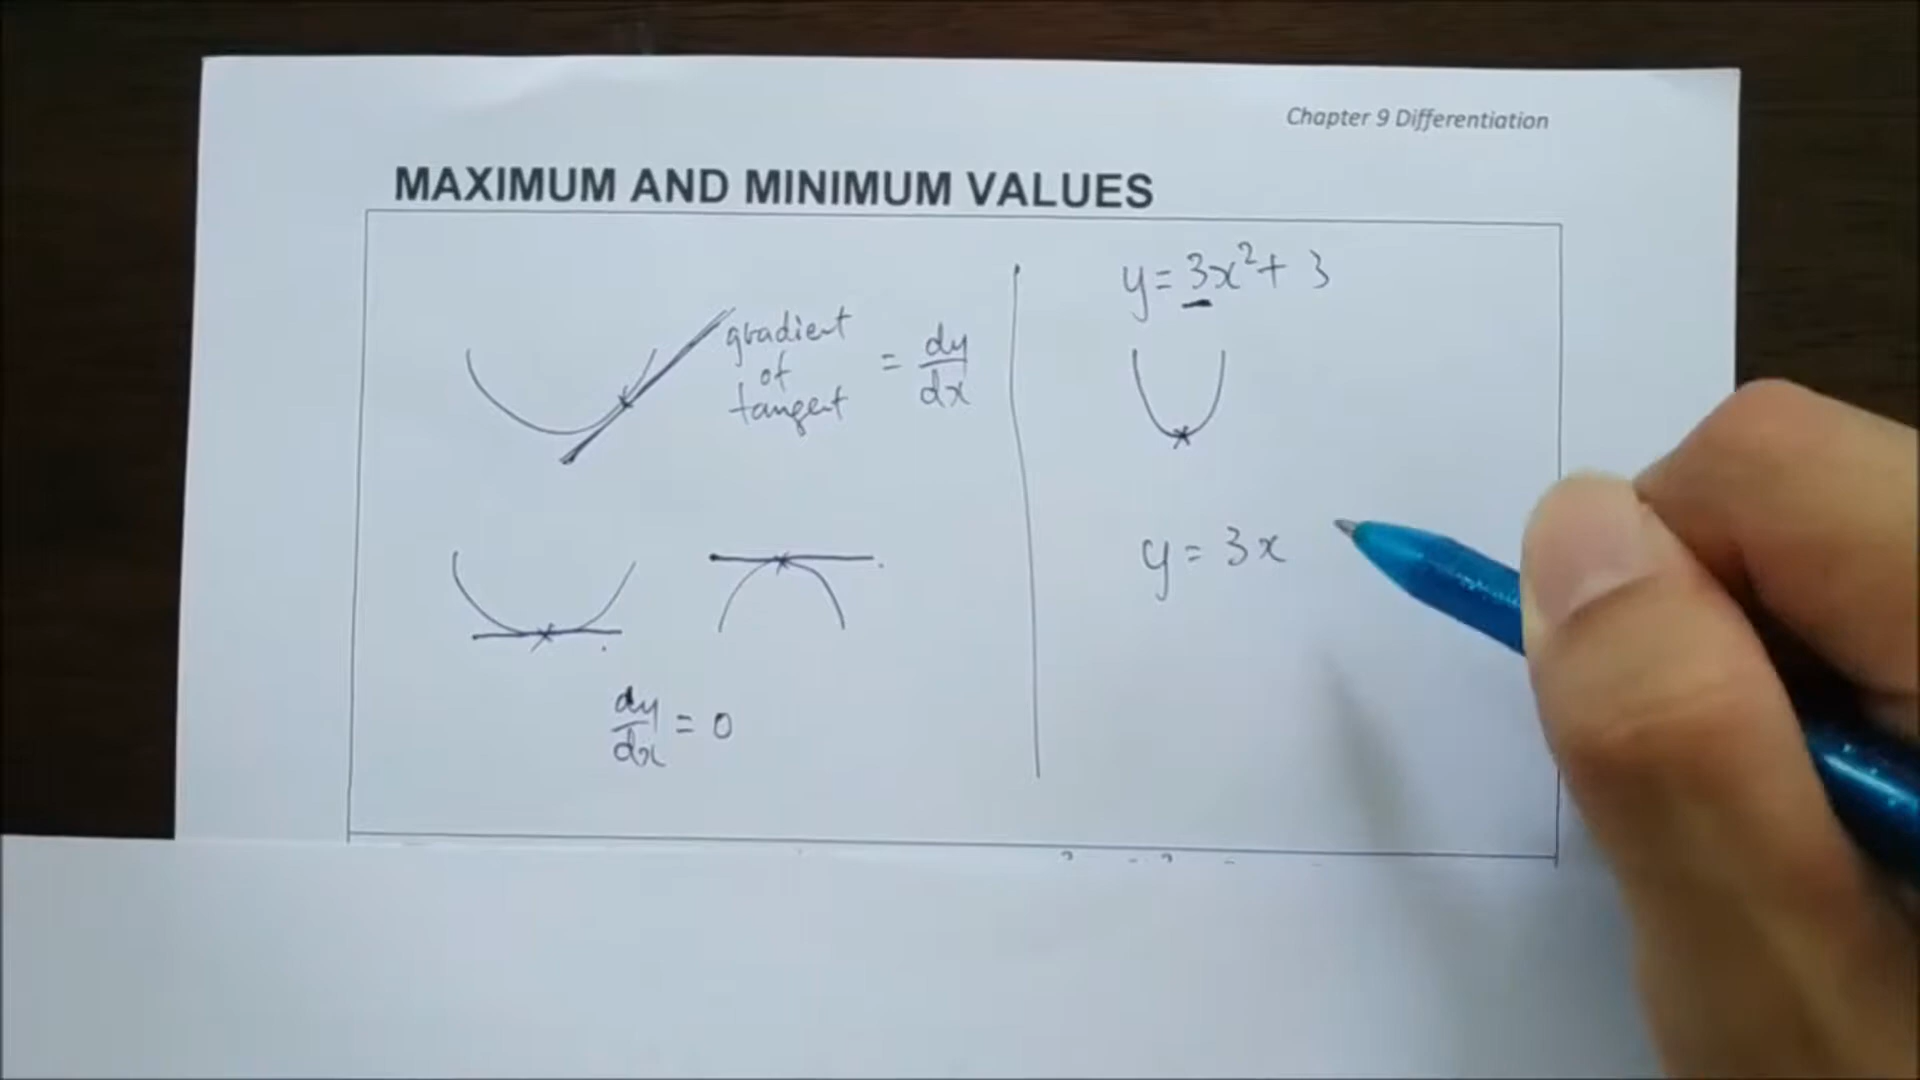 Chapter 9 Differentiation
MAXIMUM AND MINIMUM VALUES
gradient
of
tangent
= dy/dx
dy/dx = 0
y = 3x² + 3
y = 3x